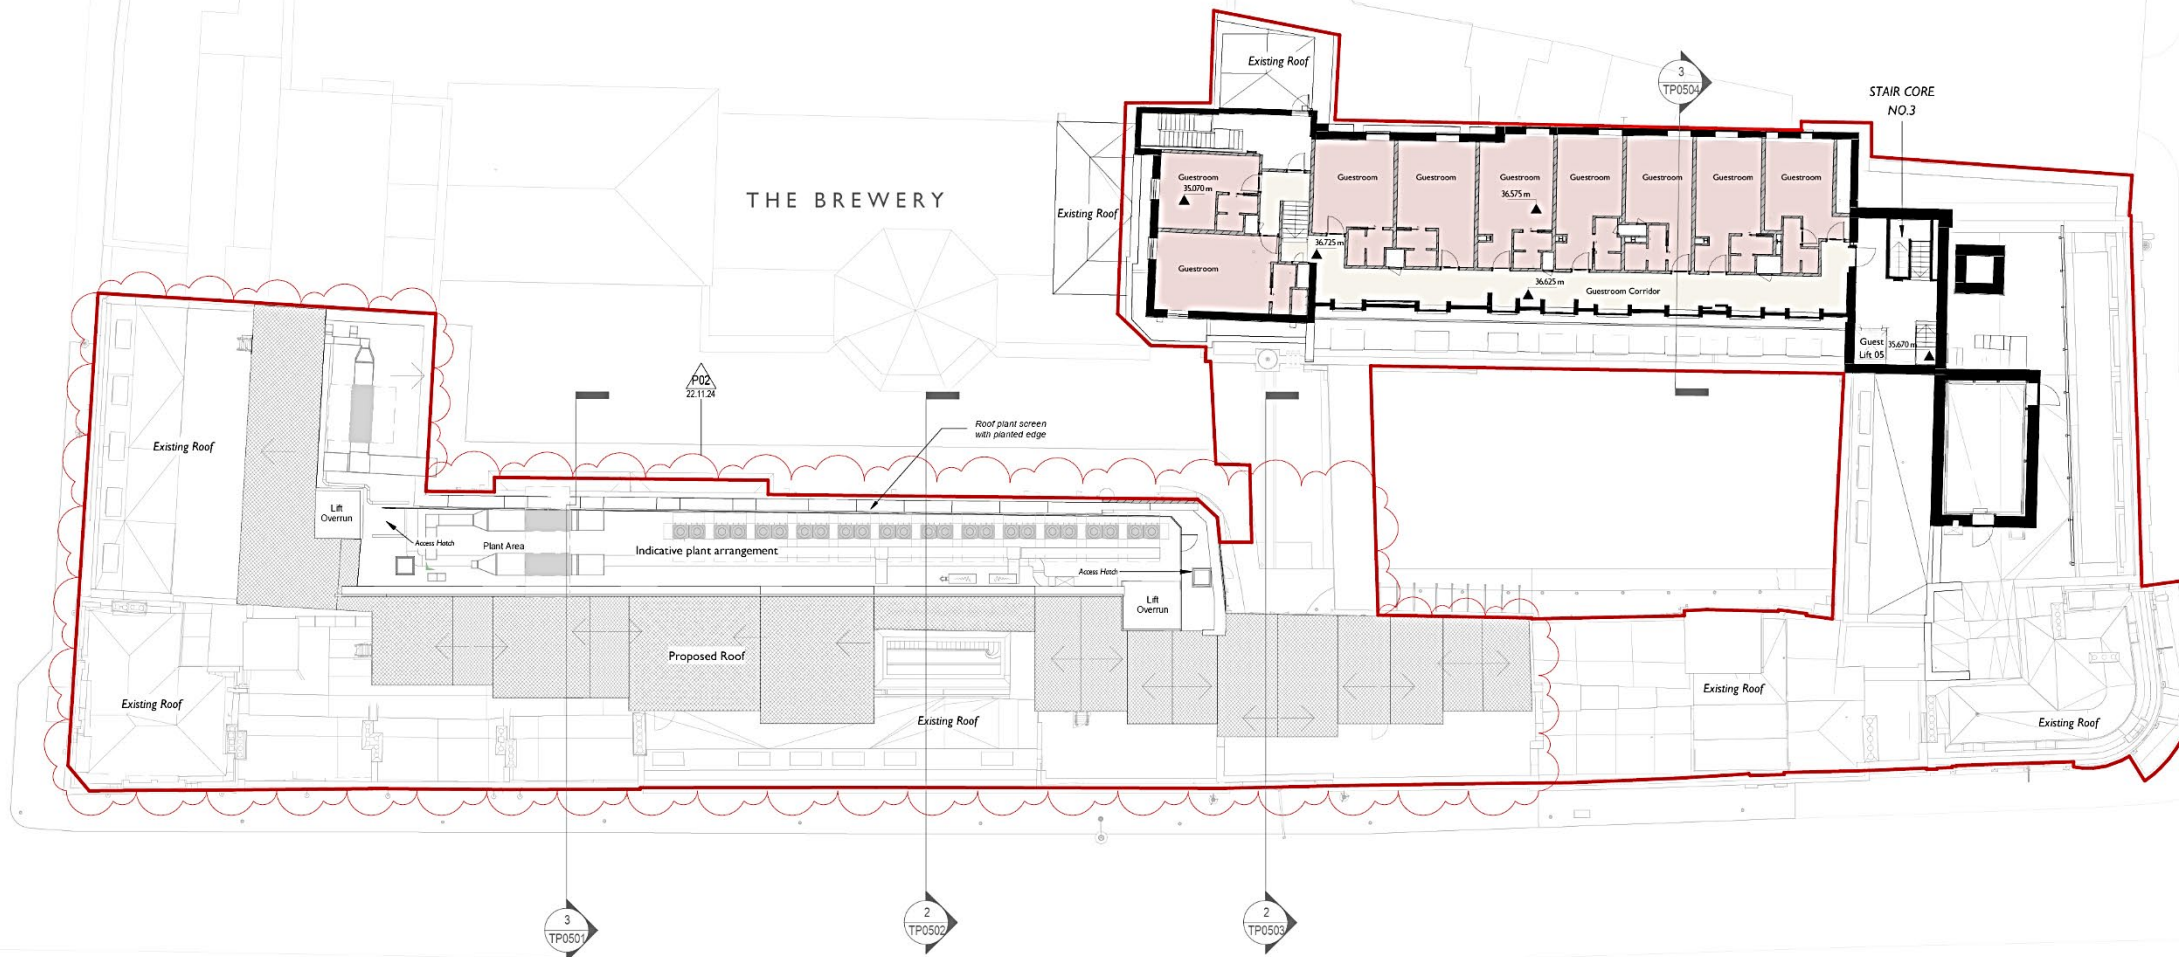 Existing Roof
3
TP0504
STAIR CORE
NO.3
THE BREWERY
Existing Roof
Guestroom
35.070 m
Guestroom
Guestroom
Guestroom
Guestroom
36.575 m
Guestroom
Guestroom
Guestroom
Guestroom
36.725 m
36.625 m
Guestroom Corridor
Guest
Lift 05
35.670 m
P02
22.11.24
Roof plant screen
with planted edge
Existing Roof
Lift
Overrun
Access Hatch
Plant Area
Indicative plant arrangement
Access Hatch
Lift
Overrun
Proposed Roof
Existing Roof
Existing Roof
Existing Roof
Existing Roof
3
TP0501
2
TP0502
2
TP0503